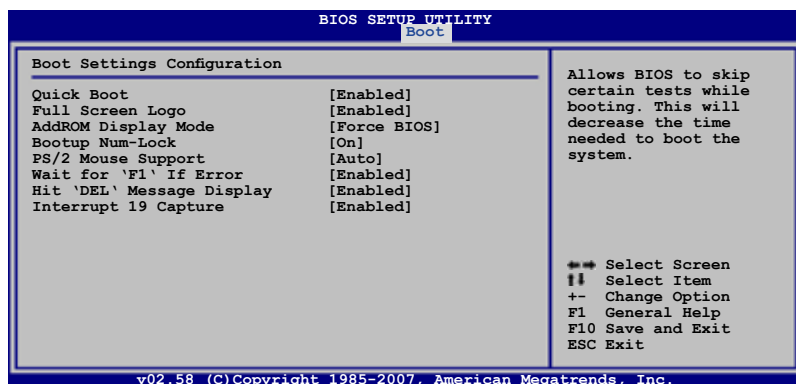 BIOS SETUP UTILITY
Boot
Boot Settings Configuration
Quick Boot [Enabled]
Full Screen Logo [Enabled]
AddROM Display Mode [Force BIOS]
Bootup Num-Lock [On]
PS/2 Mouse Support [Auto]
Wait for ‘F1‘ If Error [Enabled]
Hit ‘DEL‘ Message Display [Enabled]
Interrupt 19 Capture [Enabled]
Allows BIOS to skip
certain tests while
booting. This will
decrease the time
needed to boot the
system.
←→ Select Screen
↑↓ Select Item
+- Change Option
F1 General Help
F10 Save and Exit
ESC Exit
v02.58 (C)Copyright 1985-2007, American Megatrends, Inc.